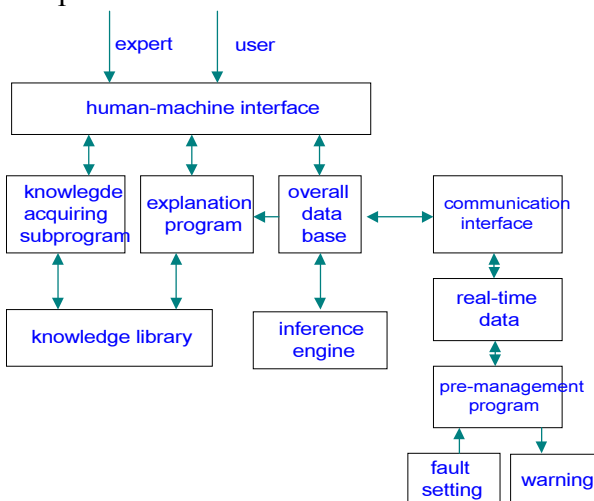 expert
user
human-machine interface
knowlegde
acquiring
subprogram
explanation
program
overall
data
base
communication
interface
knowledge library
inference
engine
real-time
data
pre-management
program
fault
setting
warning